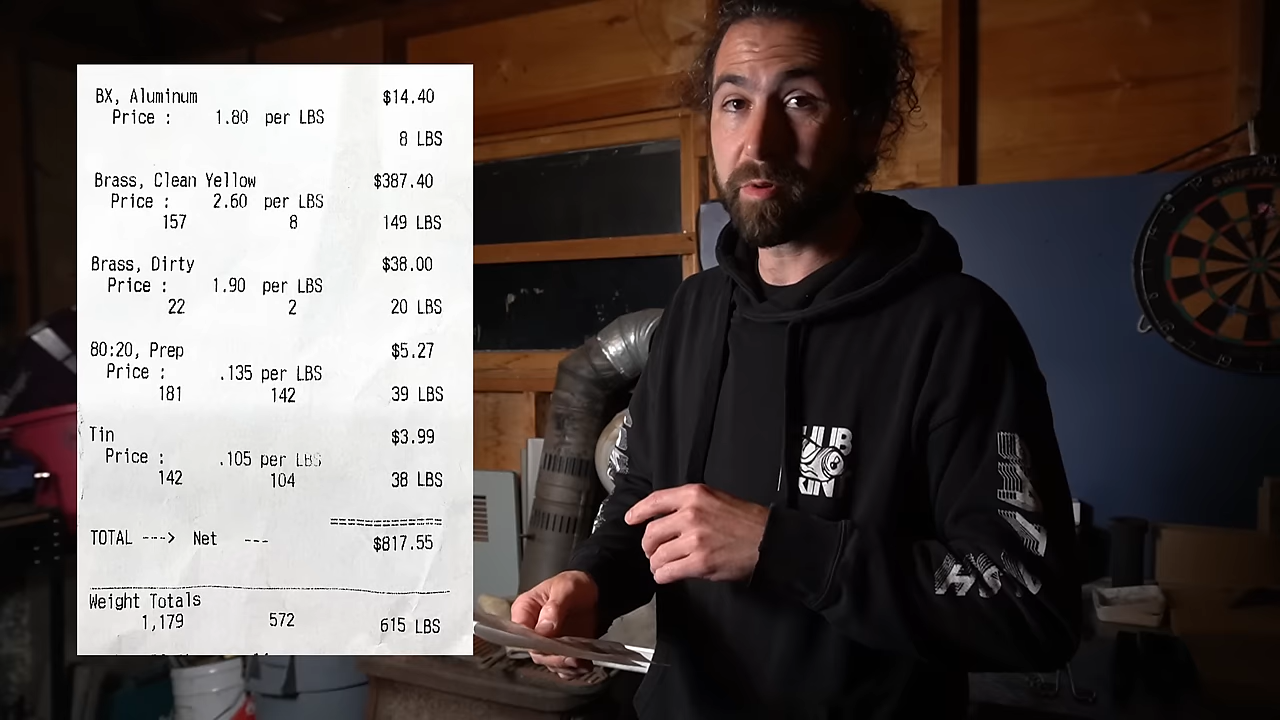 BX, Aluminum $14.40
Price : 1.80 per LBS
8 LBS
Brass, Clean Yellow $387.40
Price : 2.60 per LBS
157 8 149 LBS
Brass, Dirty $38.00
Price : 1.90 per LBS
22 2 20 LBS
80:20, Prep $5.27
Price : .135 per LBS
181 142 39 LBS
Tin $3.99
Price : .105 per LBS
142 104 38 LBS
TOTAL ---> Net --- $817.55
Weight Totals
1,179 572 615 LBS